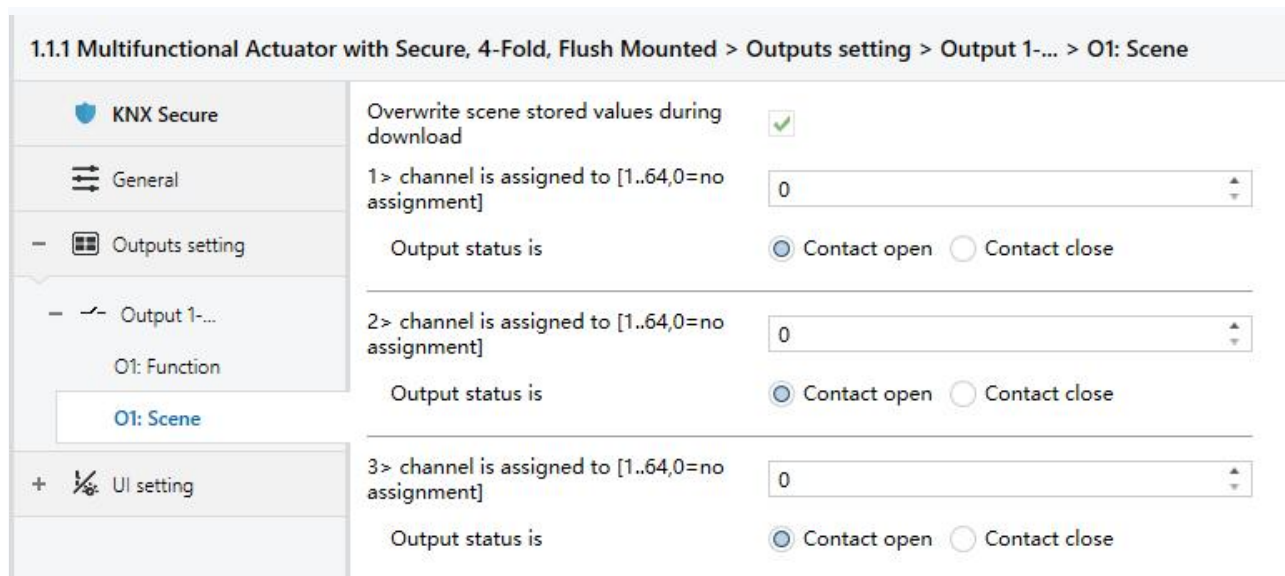 1.1.1 Multifunctional Actuator with Secure, 4-Fold, Flush Mounted > Outputs setting > Output 1-... > O1: Scene
KNX Secure
General
Outputs setting
Output 1-...
O1: Function
O1: Scene
UI setting
Overwrite scene stored values during
download
1> channel is assigned to [1..64,0=no
assignment]
0
Output status is
Contact open
Contact close
2> channel is assigned to [1..64,0=no
assignment]
0
Output status is
Contact open
Contact close
3> channel is assigned to [1..64,0=no
assignment]
0
Output status is
Contact open
Contact close